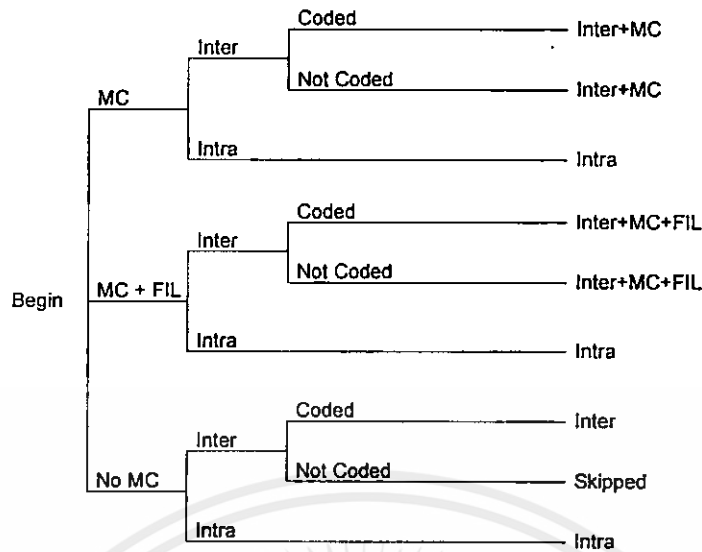 Coded Inter+MC
Inter
Not Coded Inter+MC
MC
Intra Intra
Coded Inter+MC+FIL
Inter
Not Coded Inter+MC+FIL
Begin MC + FIL
Intra Intra
Coded Inter
Inter
Not Coded Skipped
No MC
Intra Intra